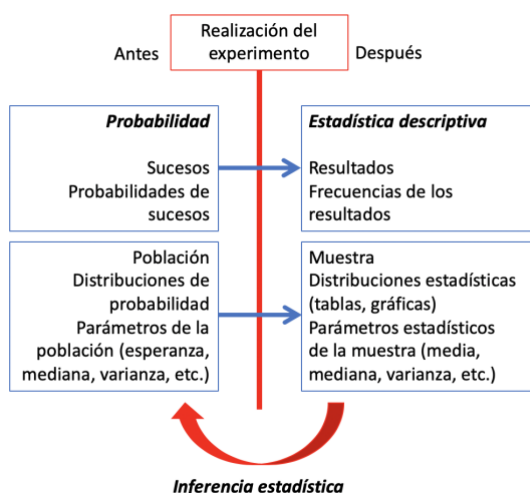 Realización del
experimento
Antes
Después
Probabilidad
Sucesos
Probabilidades de
sucesos
Estadística descriptiva
Resultados
Frecuencias de los
resultados
Población
Distribuciones de
probabilidad
Parámetros de la
población (esperanza,
mediana, varianza, etc.)
Muestra
Distribuciones estadísticas
(tablas, gráficas)
Parámetros estadísticos
de la muestra (media,
mediana, varianza, etc.)
Inferencia estadística